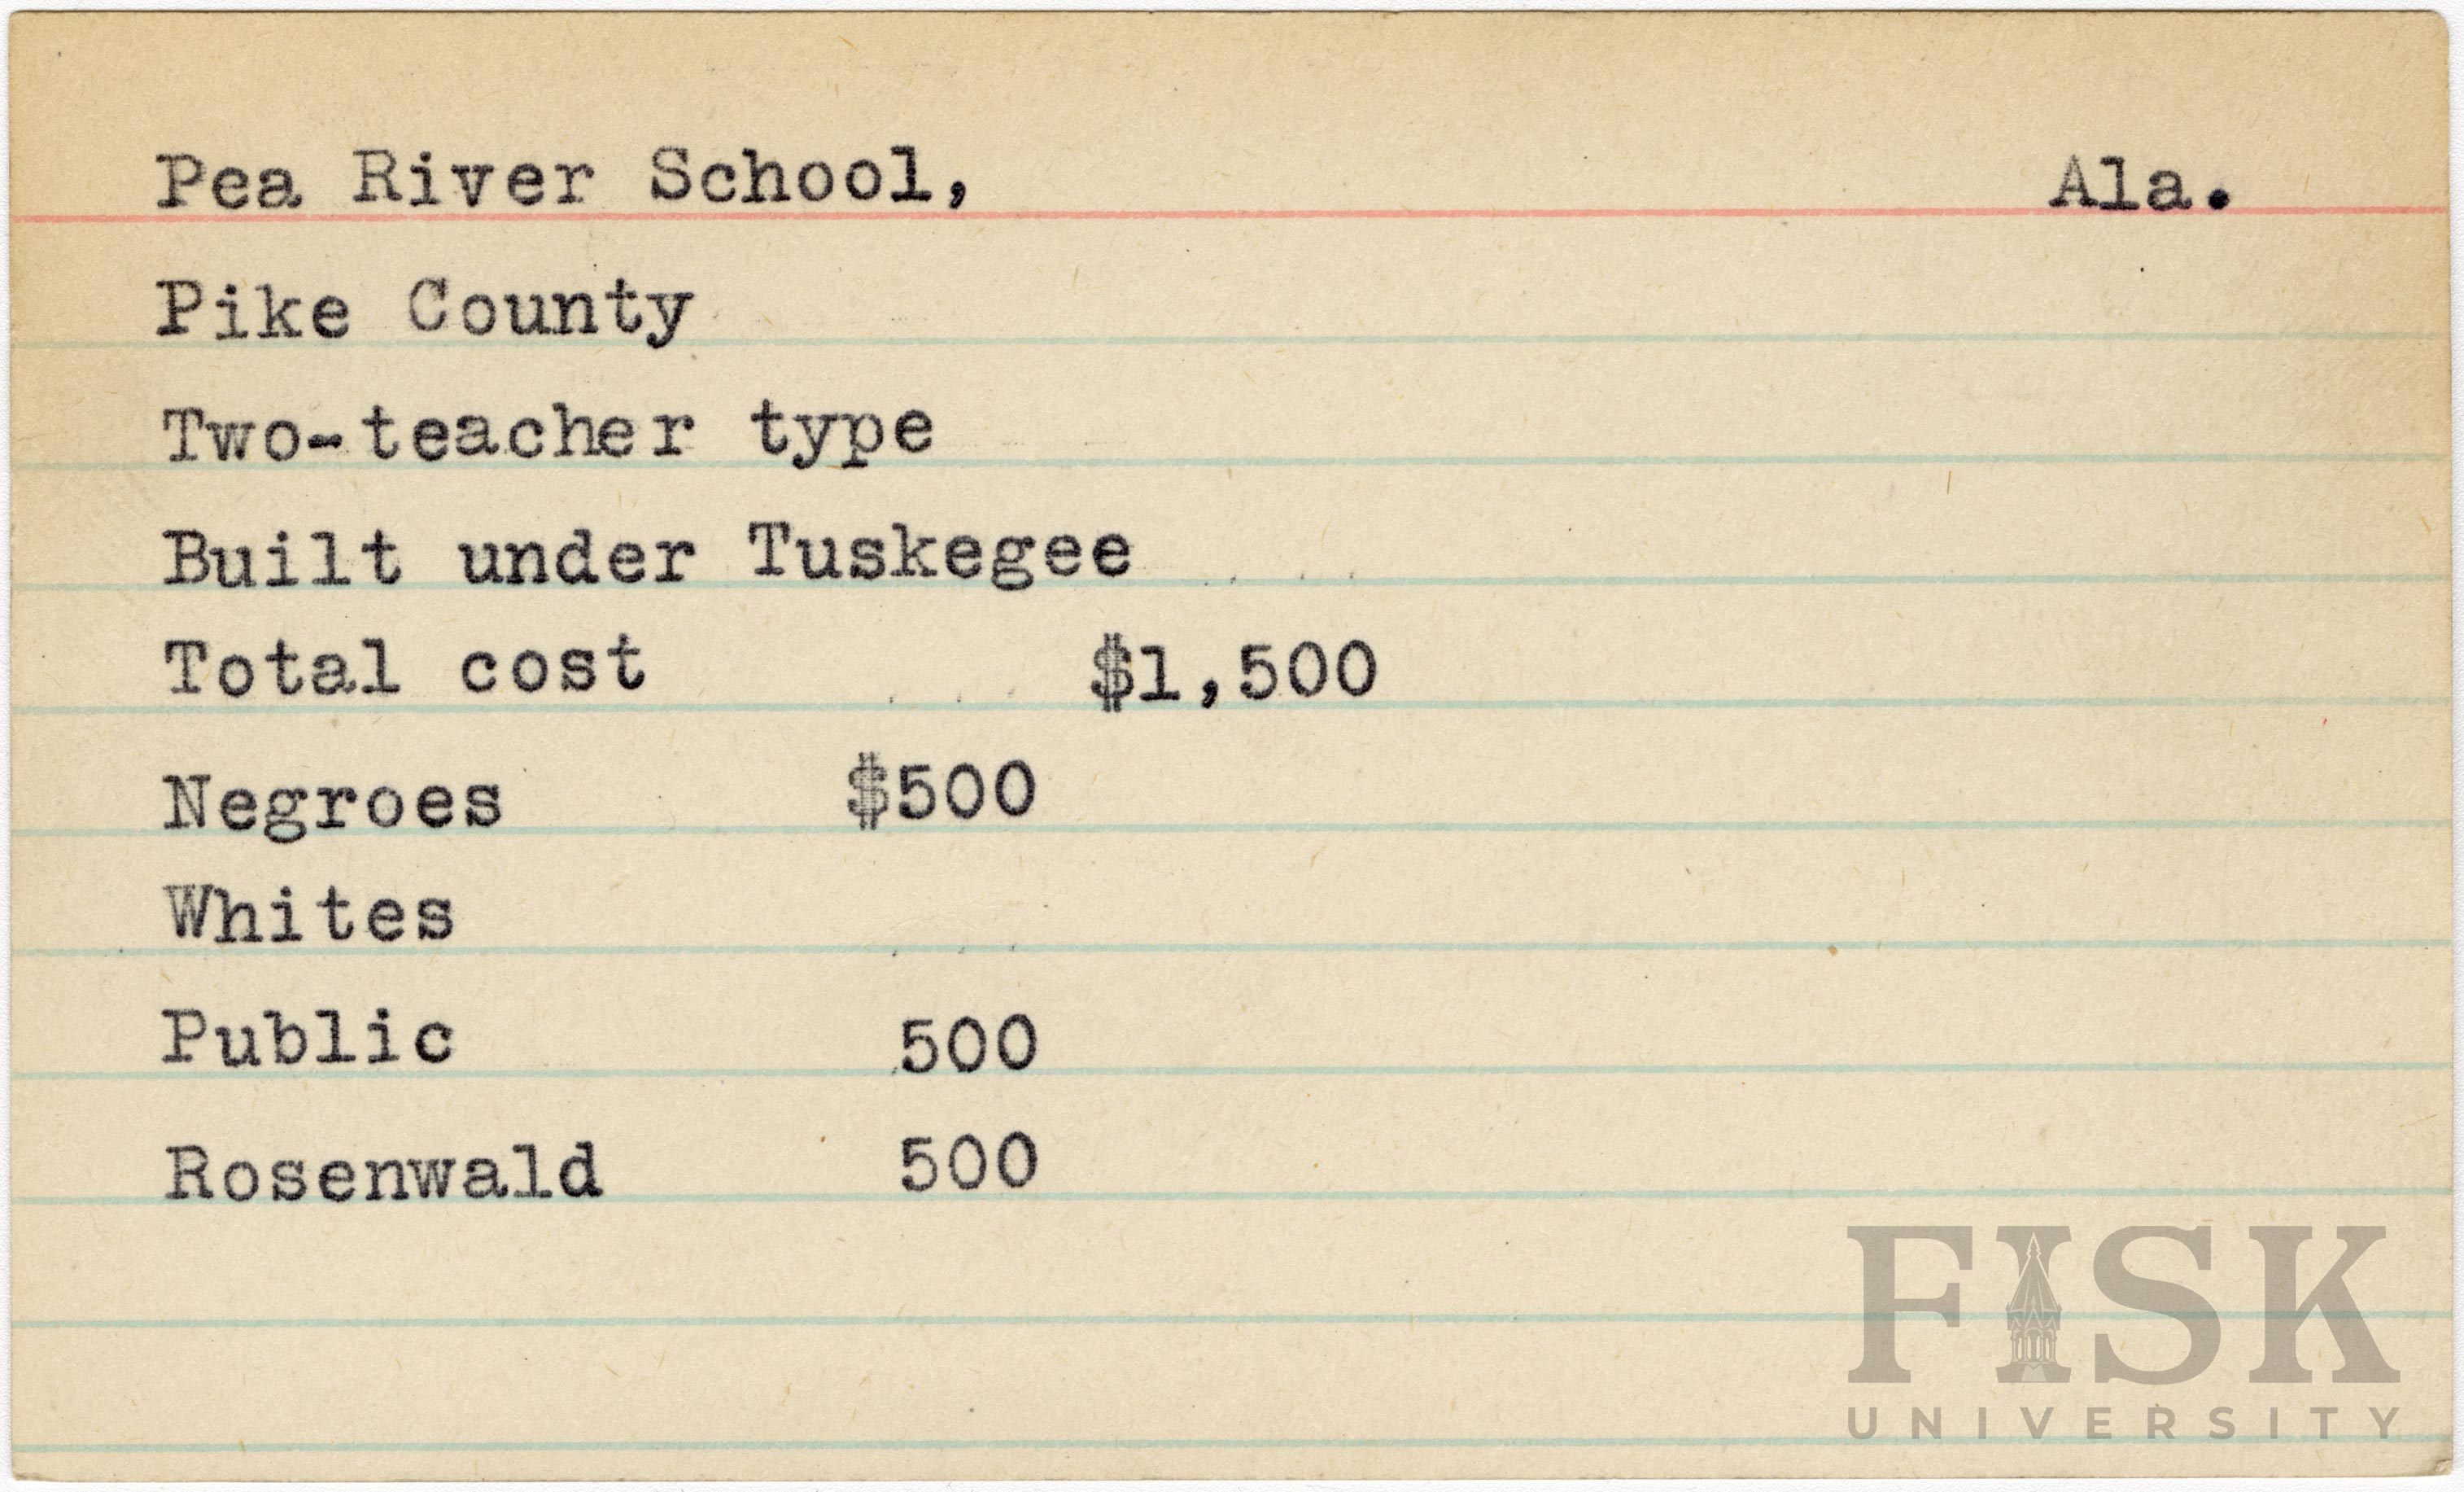 Pea River School, Ala.
Pike County
Two-teacher type
Built under Tuskegee
Total cost $1,500
Negroes $500
Whites
Public 500
Rosenwald 500
FISK
UNIVERSITY